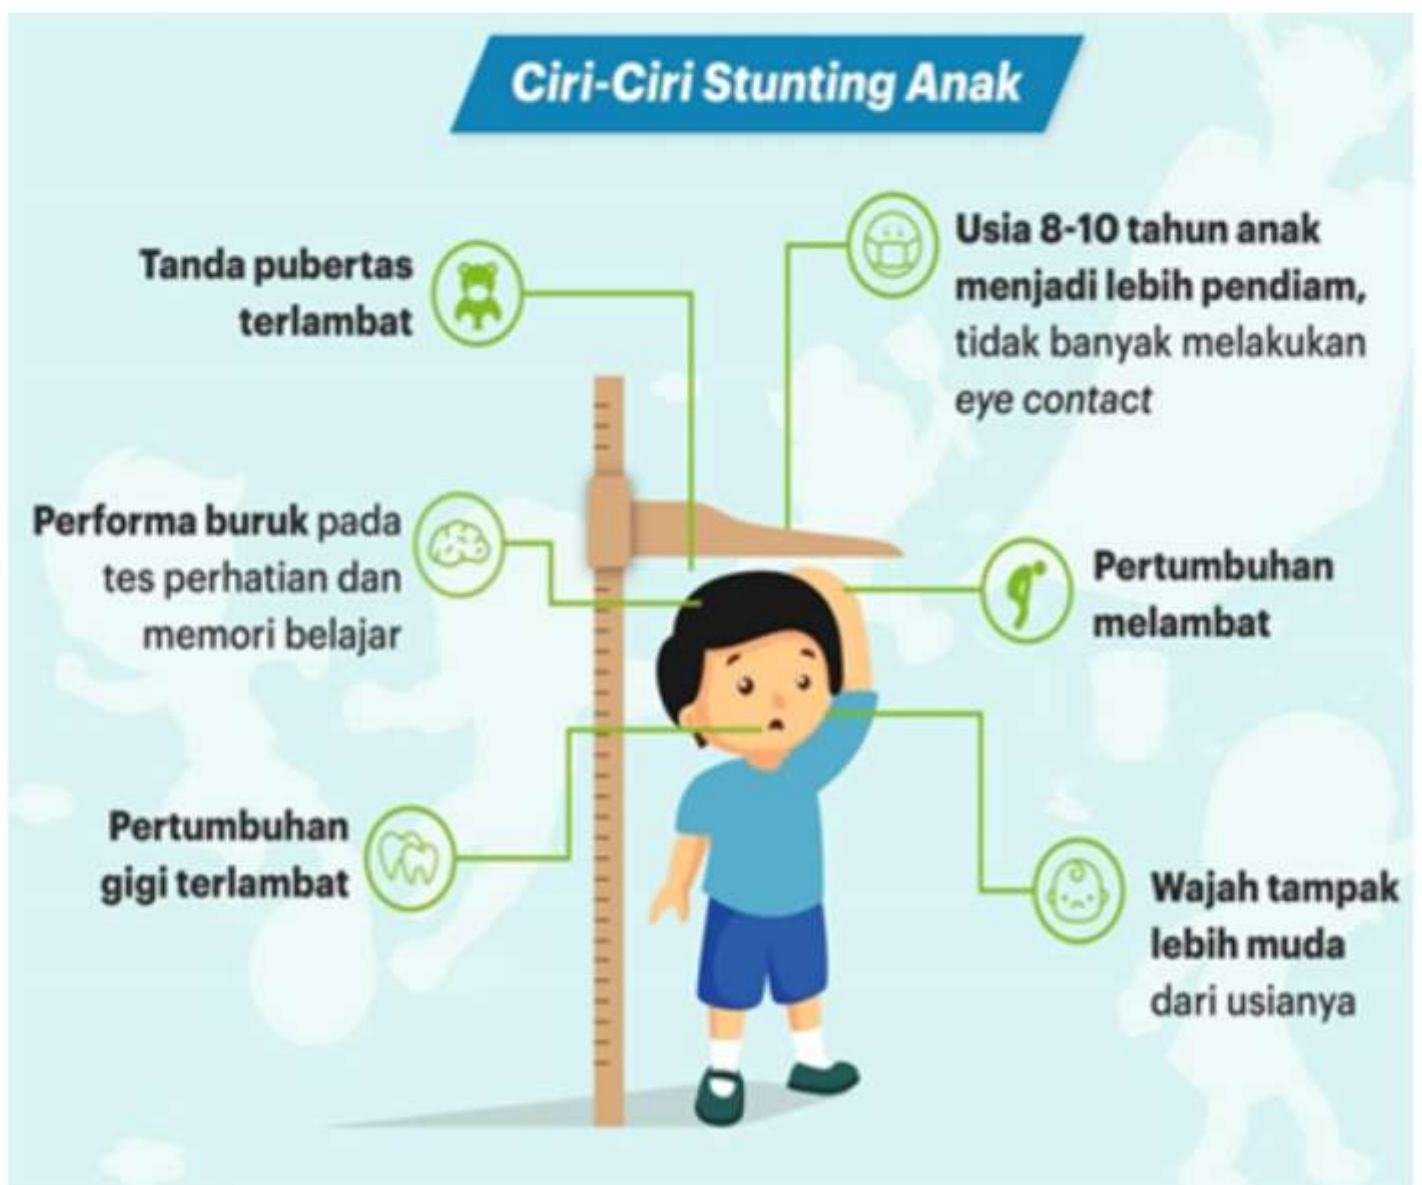 Ciri-Ciri Stunting Anak
Tanda pubertas
terlambat
Usia 8-10 tahun anak
menjadi lebih pendiam,
tidak banyak melakukan
eye contact
Performa buruk pada
tes perhatian dan
memori belajar
Pertumbuhan
melambat
Pertumbuhan
gigi terlambat
Wajah tampak
lebih muda
dari usianya